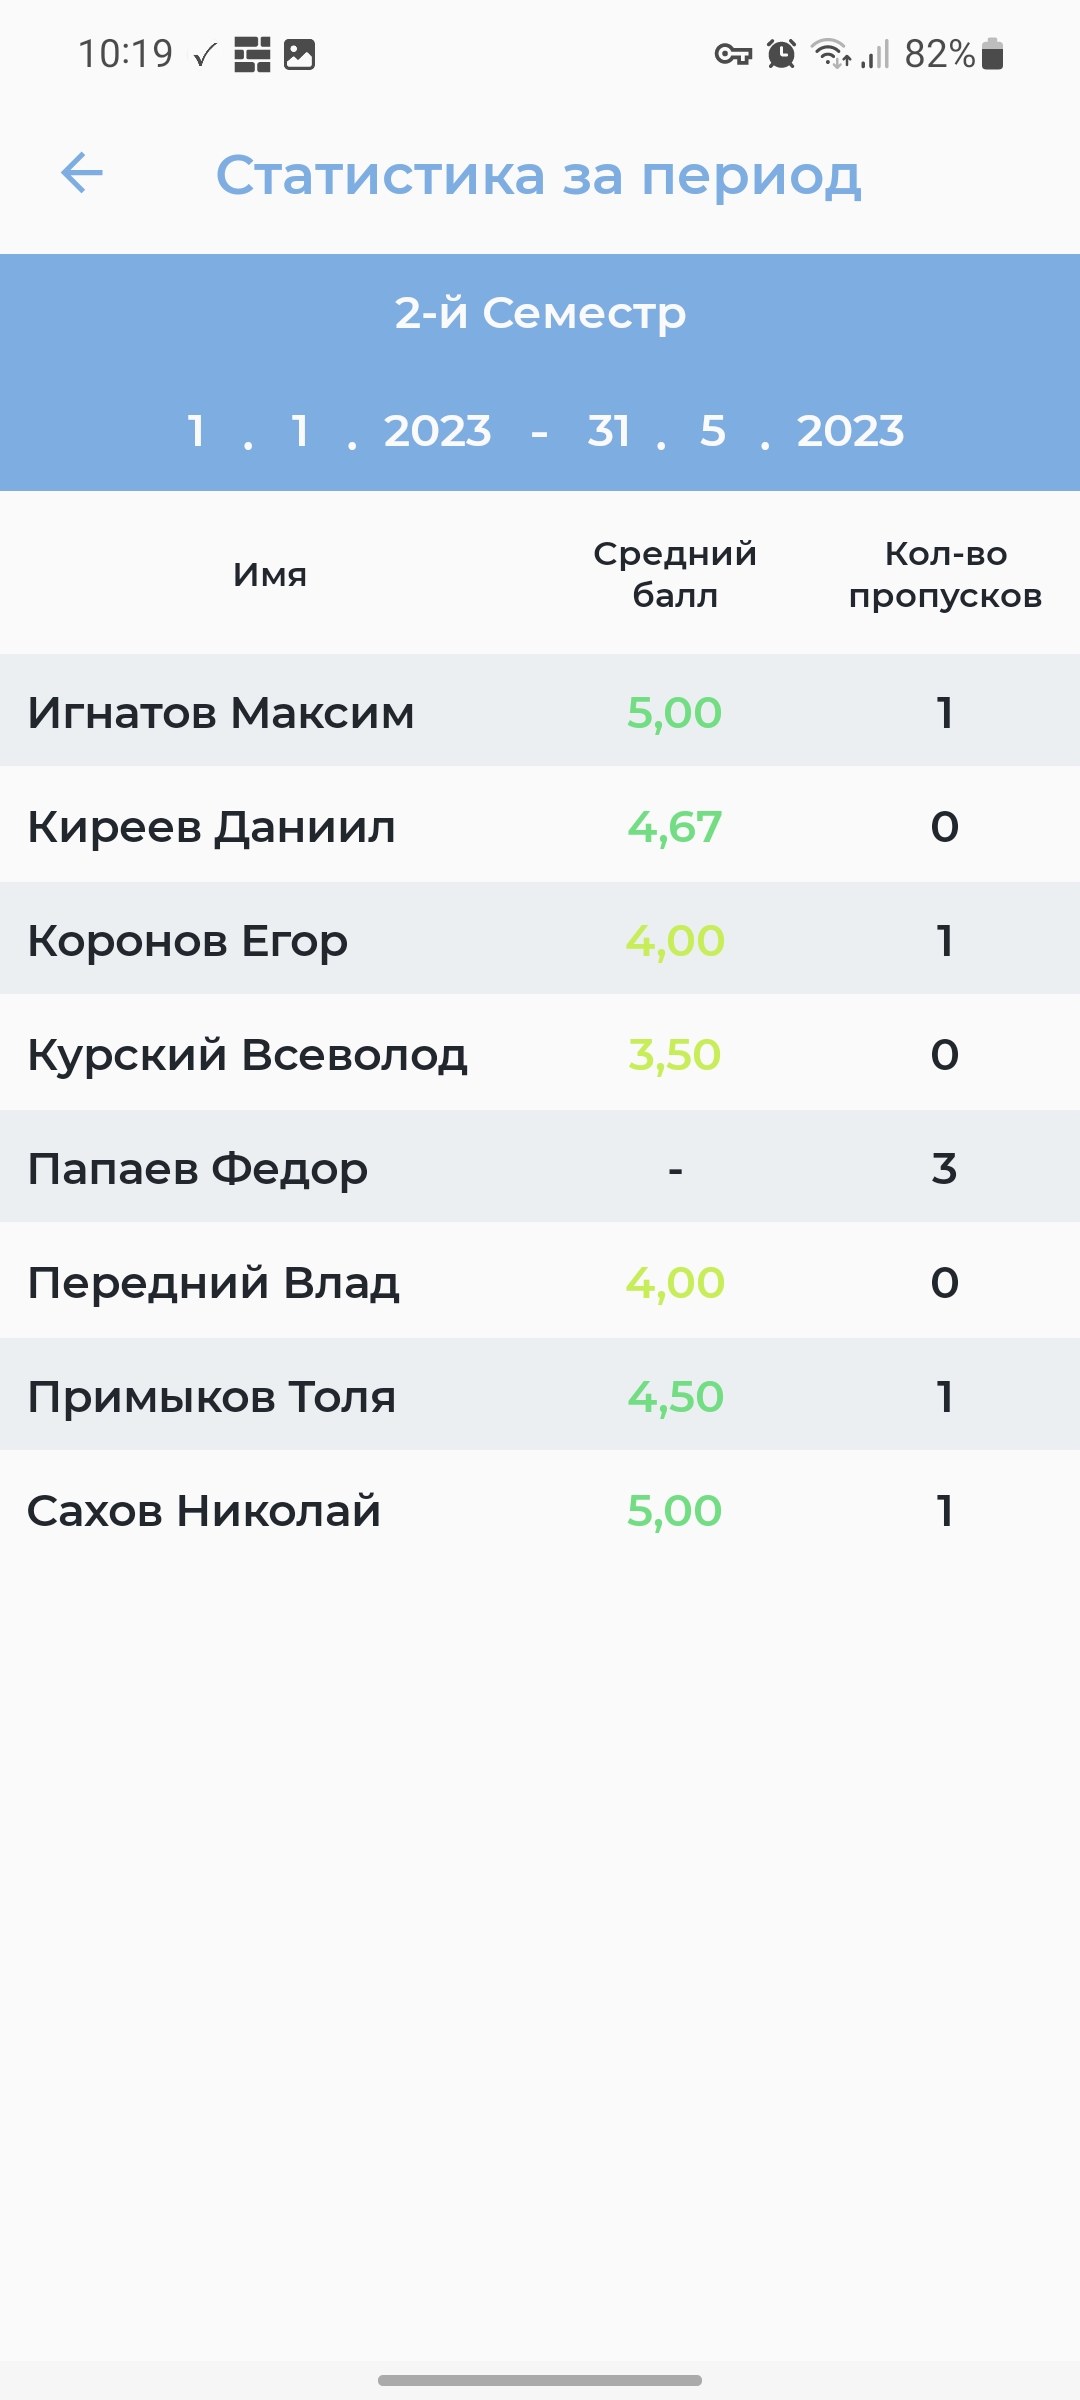 10:19 82%
Статистика за период
2-й Семестр
1 . 1 . 2023 - 31 . 5 . 2023
Имя
Средний
балл
Кол-во
пропусков
Игнатов Максим 5,00 1
Киреев Даниил 4,67 0
Коронов Егор 4,00 1
Курский Всеволод 3,50 0
Папаев Федор - 3
Передний Влад 4,00 0
Примыков Толя 4,50 1
Сахов Николай 5,00 1